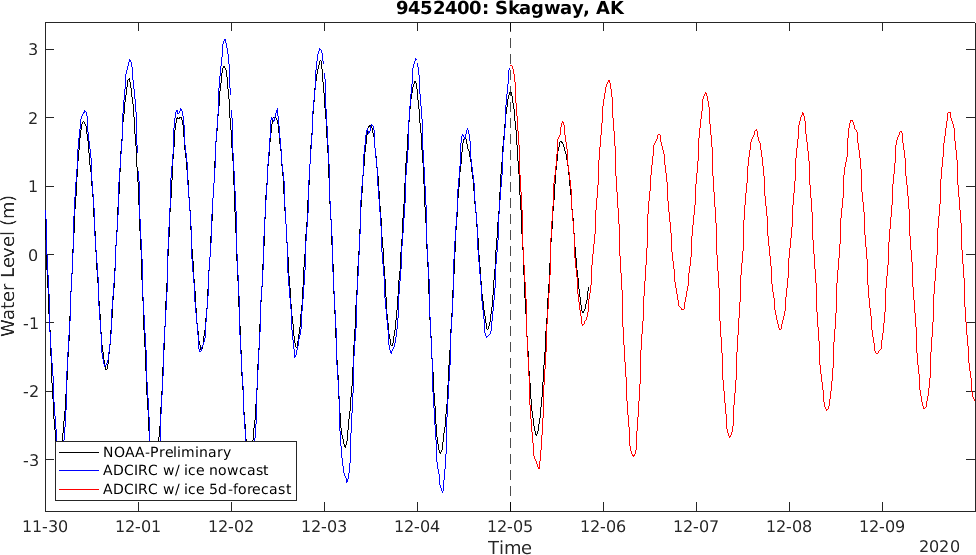 9452400: Skagway, AK
Water Level (m)
3
2
1
0
-1
-2
-3
NOAA-Preliminary
ADCIRC w/ ice nowcast
ADCIRC w/ ice 5d-forecast
11-30 12-01 12-02 12-03 12-04 12-05 12-06 12-07 12-08 12-09
Time
2020